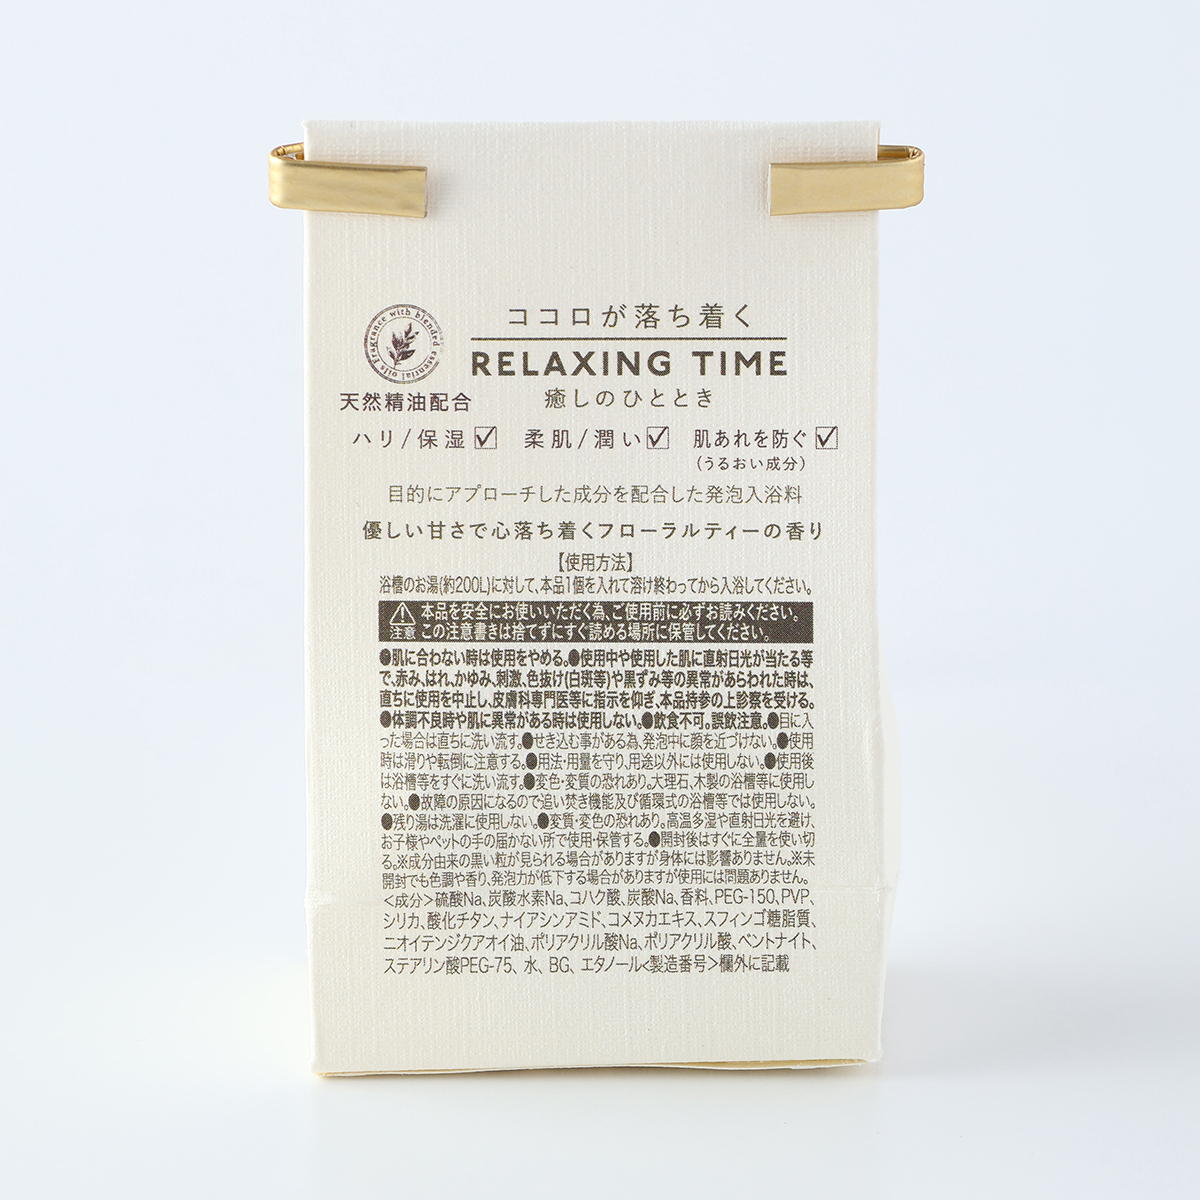 ココロが落ち着く
Fragrance with blended essential oils
RELAXING TIME
天然精油配合
癒しのひととき
ハリ/保湿☑ 柔肌/潤い☑ 肌あれを防ぐ☑
(うるおい成分)
目的にアプローチした成分を配合した発泡入浴料
優しい甘さで心落ち着くフローラルティーの香り
【使用方法】
浴槽のお湯(約200L)に対して、本品1個を入れて溶け終わってから入浴してください。
本品を安全にお使いいただく為、ご使用前に必ずお読みください。
注意 この注意書きは捨てずにすぐ読める場所に保管してください。
●肌に合わない時は使用をやめる。●使用中や使用した肌に直射日光が当たる等
で、赤み、はれ、かゆみ、刺激、色抜け(白斑等)や黒ずみ等の異常があらわれた時は、
直ちに使用を中止し、皮膚科専門医等に指示を仰ぎ、本品持参の上診察を受ける。
●体調不良時や肌に異常がある時は使用しない。●飲食不可。誤飲注意。●目に入
った場合は直ちに洗い流す。●せき込む事がある為、発泡中に顔を近づけない。●使用
時は滑りや転倒に注意する。●用法・用量を守り、用途以外には使用しない。●使用後
は浴槽等をすぐに洗い流す。●変色・変質の恐れあり。大理石、木製の浴槽等に使用し
ない。●故障の原因になるので追い焚き機能及び循環式の浴槽等では使用しない。
●残り湯は洗濯に使用しない。●変質・変色の恐れあり。高温多湿や直射日光を避け、
お子様やペットの手の届かない所で使用・保管する。●開封後はすぐに全量を使い切
る。※成分由来の黒い粒が見られる場合がありますが身体には影響ありません。※未
開封でも色調や香り、発泡力が低下する場合がありますが使用には問題ありません。
<成分>硫酸Na、炭酸水素Na、コハク酸、炭酸Na、香料、PEG-150、PVP、
シリカ、酸化チタン、ナイアシンアミド、コメヌカエキス、スフィンゴ糖脂質、
ニオイテンジクアオイ油、ポリアクリル酸Na、ポリアクリル酸、ベントナイト、
ステアリン酸PEG-75、水、BG、エタノール<製造番号>欄外に記載